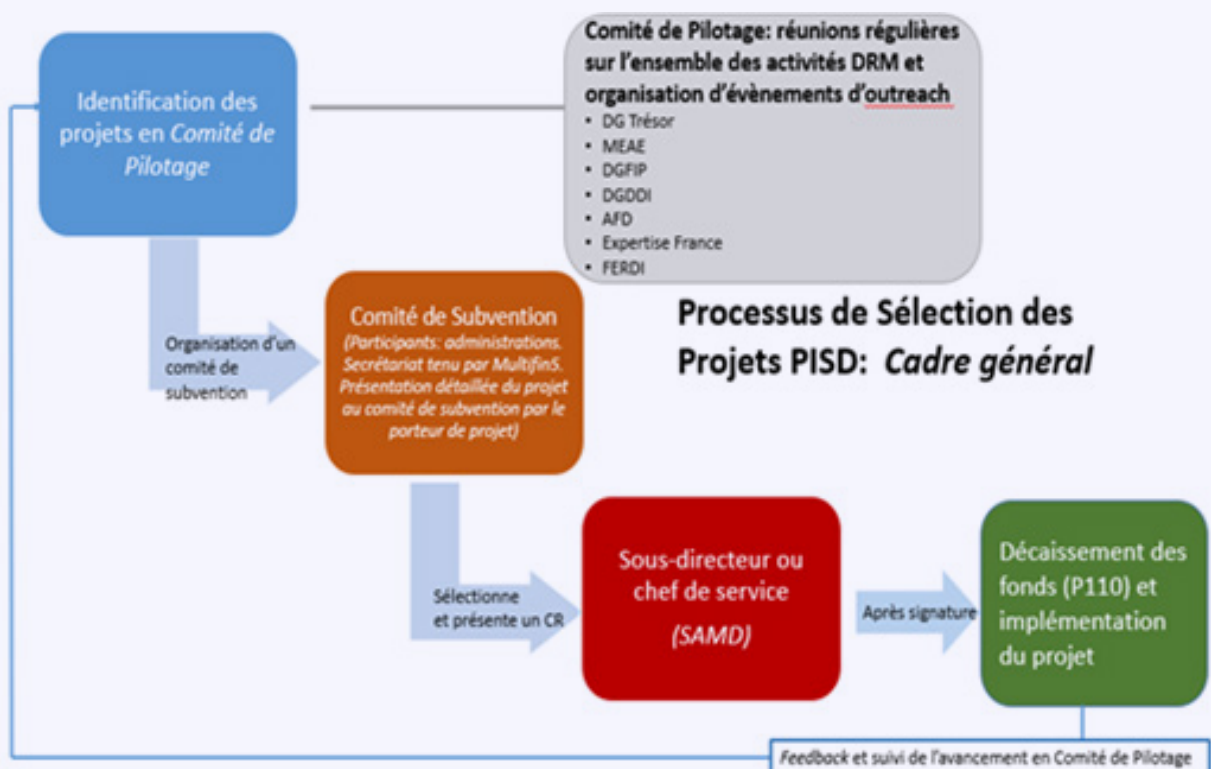 Identification des
projets en Comité de
Pilotage
Comité de Pilotage: réunions régulières
sur l'ensemble des activités DRM et
organisation d'évènements d'outreach
• DG Trésor
• MEAE
• DGFIP
• DGDDI
• AFD
• Expertise France
• FERDI
Processus de Sélection des
Projets PISD: Cadre général
Organisation d'un
comité de
subvention
Comité de Subvention
(Participants: administrations.
Secrétariat tenu par Multifin5.
Présentation détaillée du projet
au comité de subvention par le
porteur de projet)
Sélectionne
et présente un CR
Sous-directeur ou
chef de service
(SAMD)
Après signature
Décaissement des
fonds (P110) et
implémentation
du projet
Feedback et suivi de l'avancement en Comité de Pilotage